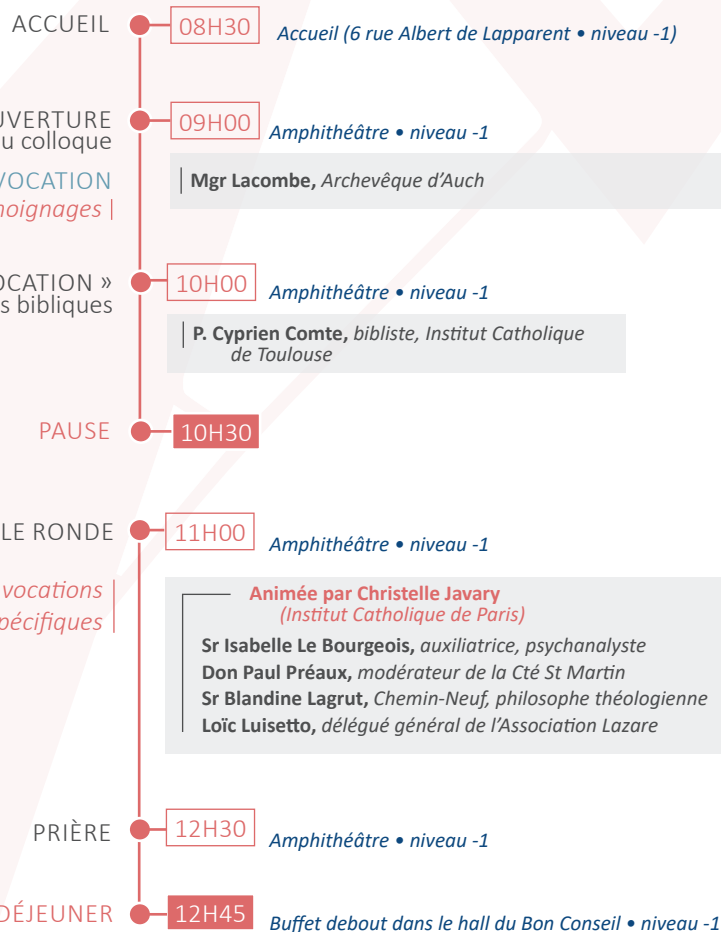 ACCUEIL 08H30 Accueil (6 rue Albert de Lapparent • niveau -1)
UVERTURE 09H00 Amphithéâtre • niveau -1
u colloque
VOCATION Mgr Lacombe, Archevêque d'Auch
noignages |
OCATION » 10H00 Amphithéâtre • niveau -1
s bibliques
P. Cyprien Comte, bibliste, Institut Catholique
de Toulouse
PAUSE 10H30
LE RONDE 11H00 Amphithéâtre • niveau -1
vocations
pécifiques
Animée par Christelle Javary
(Institut Catholique de Paris)
Sr Isabelle Le Bourgeois, auxiliatrice, psychanalyste
Don Paul Préaux, modérateur de la Cté St Martin
Sr Blandine Lagrut, Chemin-Neuf, philosophe théologienne
Loïc Luisetto, délégué général de l'Association Lazare
PRIÈRE 12H30 Amphithéâtre • niveau -1
DÉJEUNER 12H45 Buffet debout dans le hall du Bon Conseil • niveau -1